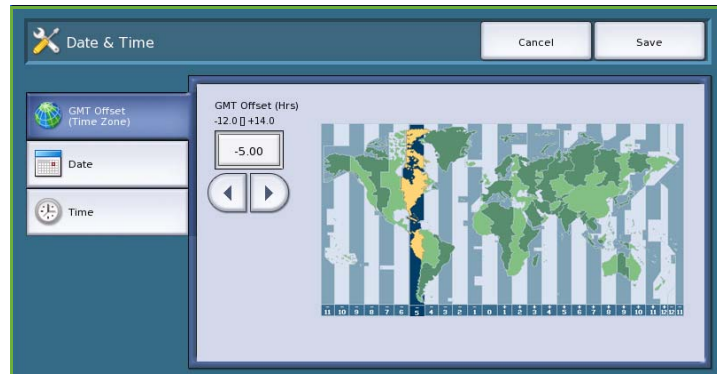 Date & Time
Cancel
Save
GMT Offset
(Time Zone)
Date
Time
GMT Offset (Hrs)
-12.0 [] +14.0
-5.00
11 10 9 8 7 6 5 4 3 2 1 0 1 2 3 4 5 6 7 8 9 10 11 12 12 11